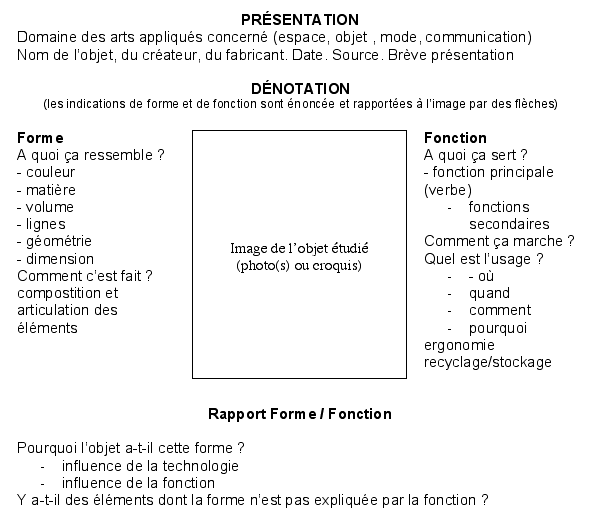 PRÉSENTATION
Domaine des arts appliqués concerné (espace, objet , mode, communication)
Nom de l'objet, du créateur, du fabricant. Date. Source. Brève présentation
DÉNOTATION
(les indications de forme et de fonction sont énoncée et rapportées à l'image par des flèches)
Forme
A quoi ça ressemble ?
- couleur
- matière
- volume
- lignes
- géométrie
- dimension
Comment c'est fait ?
compostition et
articulation des
éléments
Image de l'objet étudié
(photo(s) ou croquis)
Fonction
A quoi ça sert ?
- fonction principale
(verbe)
- fonctions
secondaires
Comment ça marche ?
Quel est l'usage ?
- - où
- quand
- comment
- pourquoi
ergonomie
recyclage/stockage
Rapport Forme / Fonction
Pourquoi l'objet a-t-il cette forme ?
- influence de la technologie
- influence de la fonction
Y a-t-il des éléments dont la forme n'est pas expliquée par la fonction ?